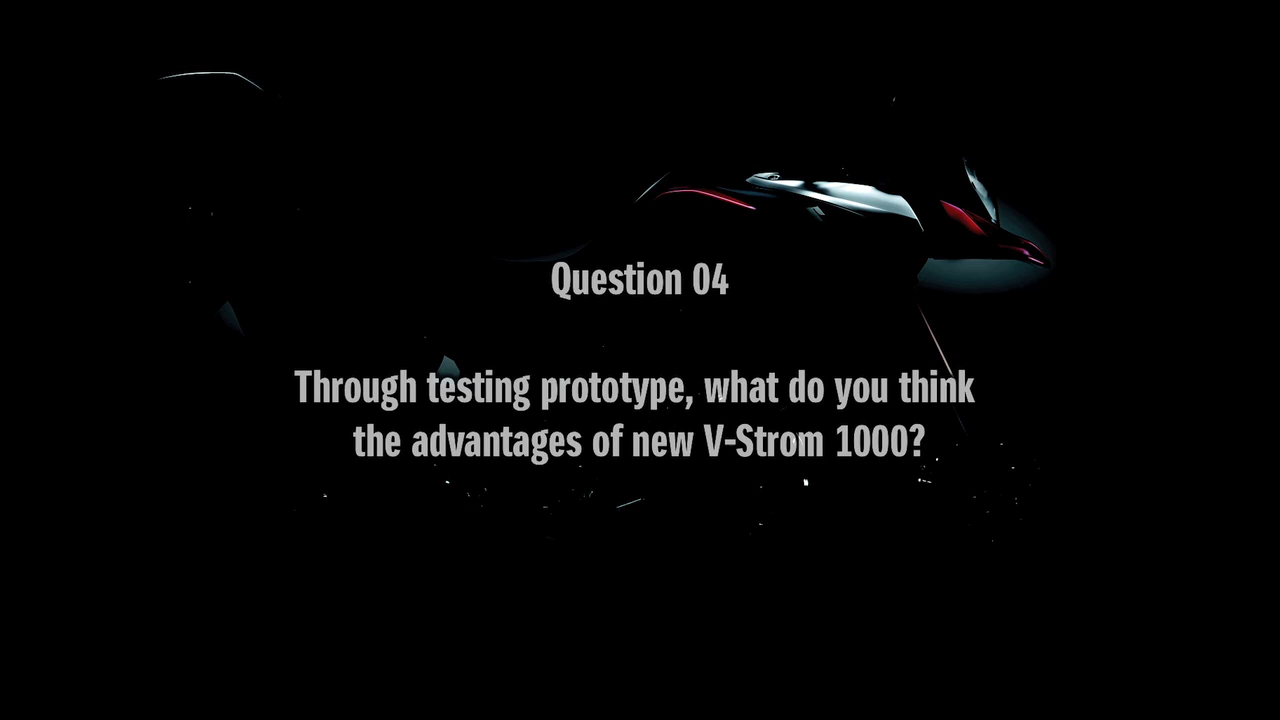 Question 04
Through testing prototype, what do you think
the advantages of new V-Strom 1000?